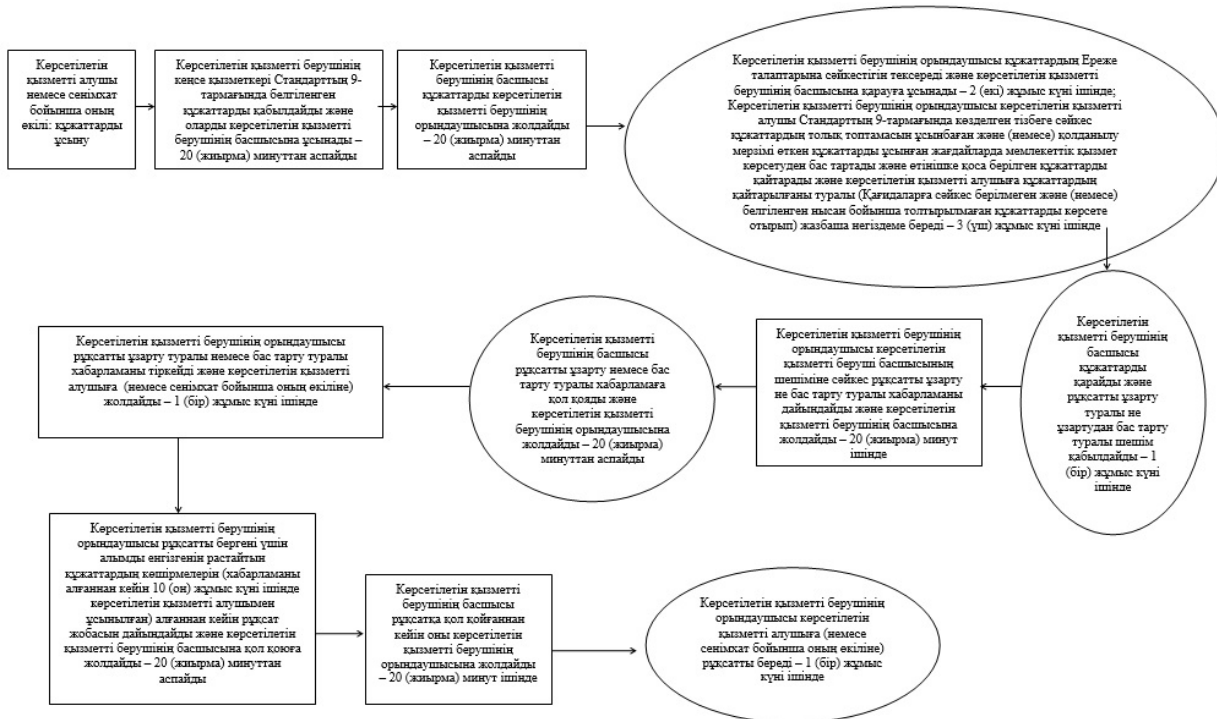 Көрсетілетін
қызметті алушы
немесе сенімхат
бойынша оның
өкілі: құжаттарды
ұсыну
Көрсетілетін қызметті берушінің
кеңсе қызметкері Стандарттың 9-
тармағында белгіленген
құжаттарды қабылдайды және
оларды көрсетілетін қызметті
берушінің басшысына ұсынады –
20 (жиырма) минуттан аспайды
Көрсетілетін қызметті
берушінің басшысы
құжаттарды көрсетілетін
қызметті берушінің
орындаушысына жолдайды
– 20 (жиырма) минуттан
аспайды
Көрсетілетін қызметті берушінің орындаушысы құжаттардың Ереже
талаптарына сәйкестігін тексереді және көрсетілетін қызметті
берушінің басшысына қарауға ұсынады – 2 (екі) жұмыс күні ішінде;
Көрсетілетін қызметті берушінің орындаушысы көрсетілетін қызметті
алушы Стандарттың 9-тармағында көзделген тізбеге сәйкес
құжаттардың толық топтамасын ұсынбаған және (немесе) қолданылу
мерзімі өткен құжаттарды ұсынған жағдайларда мемлекеттік қызмет
көрсетуден бас тартады және өтінішке қоса берілген құжаттарды
қайтарады және көрсетілетін қызметті алушыға құжаттардың
қайтарылғаны туралы (Қағидаларға сәйкес берілмеген және (немесе)
белгіленген нысан бойынша толтырылмаған құжаттарды көрсете
отырып) жазбаша негіздеме береді – 3 (үш) жұмыс күні ішінде
Көрсетілетін
қызметті берушінің
басшысы
құжаттарды
қарайды және
рұқсатты ұзарту
туралы не
ұзартудан бас тарту
туралы шешім
қабылдайды – 1
(бір) жұмыс күні
ішінде
Көрсетілетін қызметті берушінің
орындаушысы көрсетілетін
қызметті беруші басшысының
шешіміне сәйкес рұқсатты ұзарту
не бас тарту туралы хабарламаны
дайындайды және көрсетілетін
қызметті берушінің басшысына
жолдайды – 20 (жиырма) минут
ішінде
Көрсетілетін қызметті
берушінің басшысы
рұқсатты ұзарту немесе бас
тарту туралы хабарламаға
қол қояды және
көрсетілетін қызметті
берушінің орындаушысына
жолдайды – 20 (жиырма)
минуттан аспайды
Көрсетілетін қызметті берушінің орындаушысы
рұқсатты ұзарту туралы немесе бас тарту туралы
хабарламаны тіркейді және көрсетілетін қызметті
алушыға (немесе сенімхат бойынша оның өкіліне)
жолдайды – 1 (бір) жұмыс күні ішінде
Көрсетілетін қызметті берушінің
орындаушысы рұқсатты бергені үшін
алымды енгізгенін растайтын
құжаттардың көшірмелерін (хабарламаны
алғаннан кейін 10 (он) жұмыс күні ішінде
көрсетілетін қызметті алушымен
ұсынылған) алғаннан кейін рұқсат
жобасын дайындайды және көрсетілетін
қызметті берушінің басшысына қол қоюға
жолдайды – 20 (жиырма) минуттан
аспайды
Көрсетілетін қызметті
берушінің басшысы
рұқсатқа қол қойғаннан
кейін оны көрсетілетін
қызметті берушінің
орындаушысына жолдайды
– 20 (жиырма) минут ішінде
Көрсетілетін қызметті берушінің
орындаушысы көрсетілетін
қызметті алушыға (немесе
сенімхат бойынша оның өкіліне)
рұқсатты береді – 1 (бір) жұмыс
күні ішінде